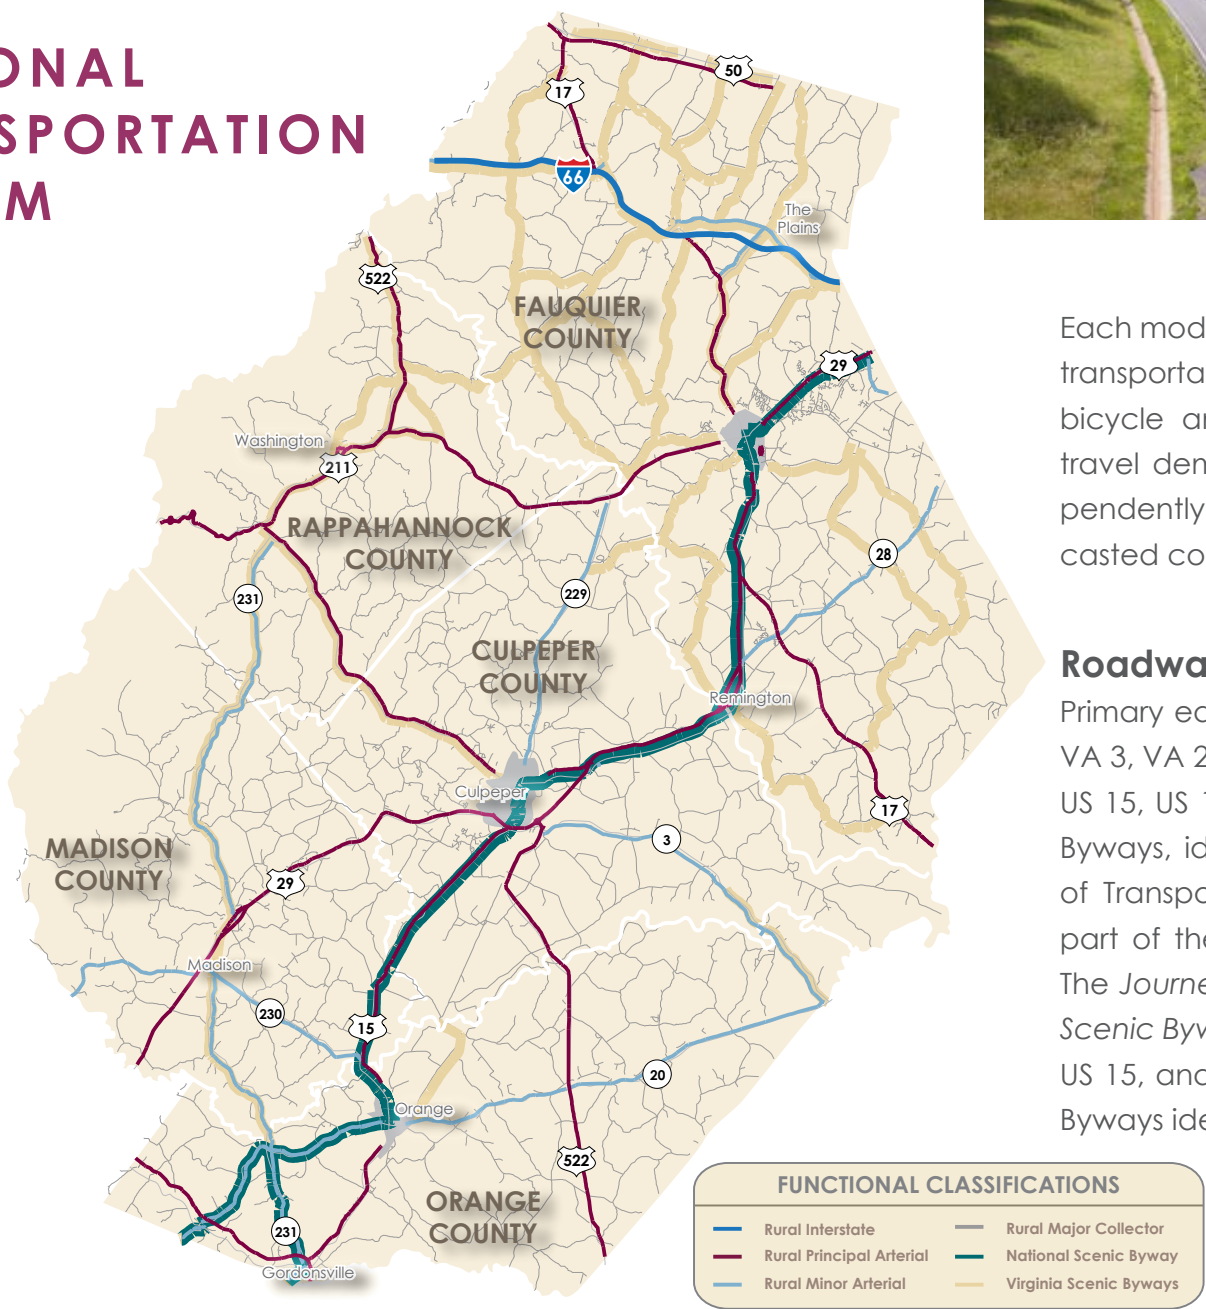 ONAL
SPORTATION
M
50
17
66
The
Plains
522
FAUQUIER
COUNTY
29
Washington
211
RAPPAHANNOCK
COUNTY
28
231
229
CULPEPER
COUNTY
Remington
Culpeper
17
3
MADISON
COUNTY
29
Madison
230
15
20
Orange
522
ORANGE
COUNTY
231
Gordonsville
Each mod
transporta
bicycle ar
travel den
pendently
casted co
Roadwa
Primary ea
VA 3, VA 2
US 15, US 1
Byways, id
of Transpo
part of the
The Journe
Scenic Byw
US 15, and
Byways ide
FUNCTIONAL CLASSIFICATIONS
Rural Interstate
Rural Major Collector
Rural Principal Arterial
National Scenic Byway
Rural Minor Arterial
Virginia Scenic Byways